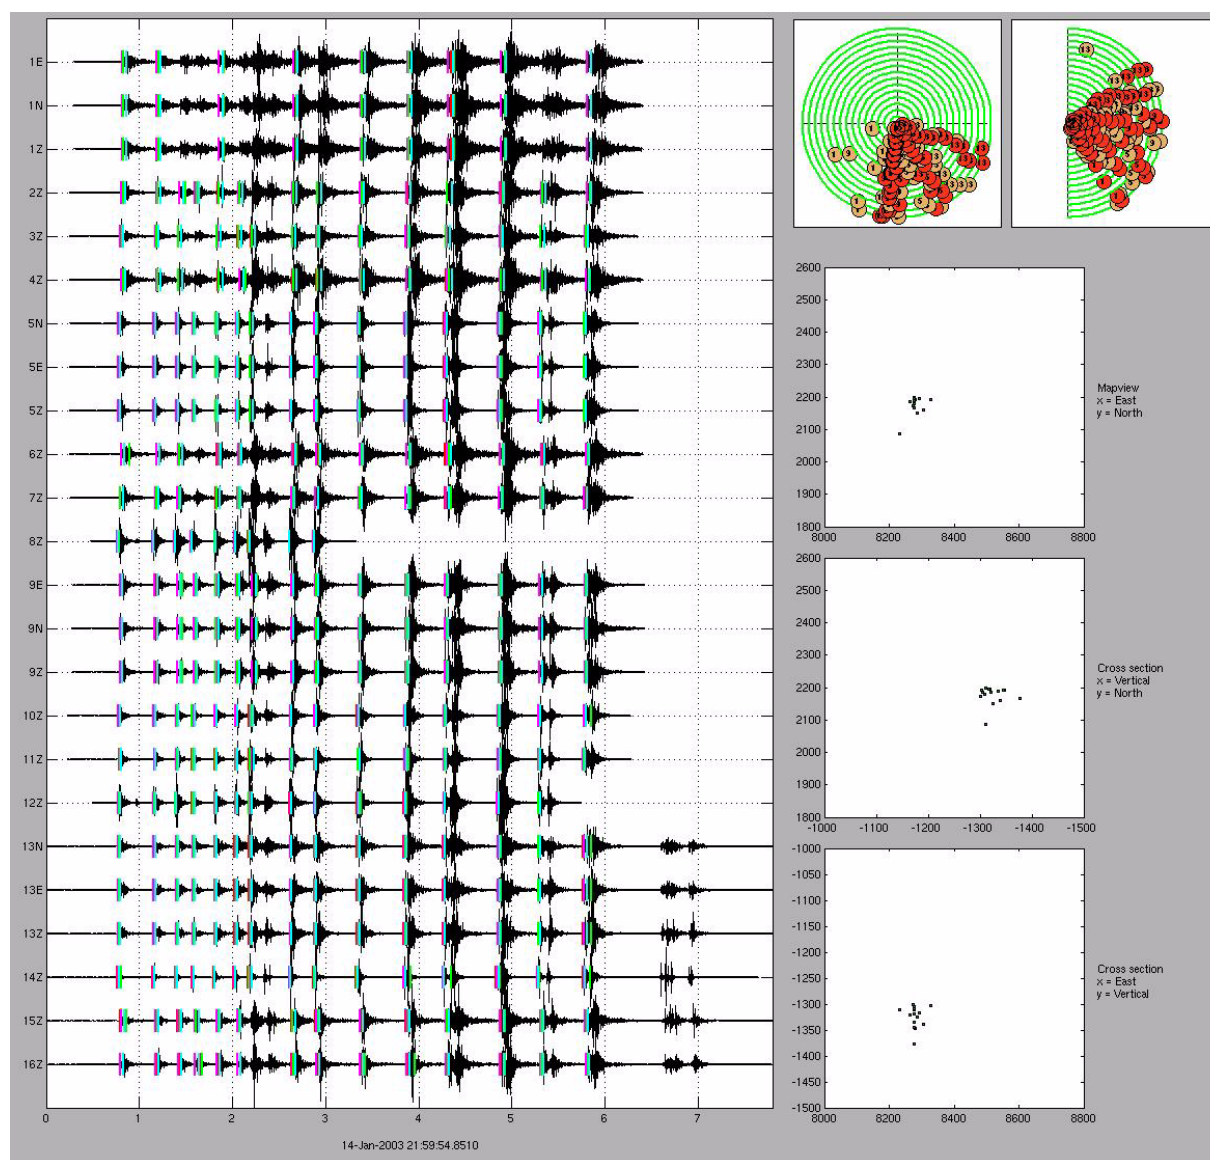 1E
1N
1Z
2Z
3Z
4Z
5N
5E
5Z
6Z
7Z
8Z
9E
9N
9Z
10Z
11Z
12Z
13N
13E
13Z
14Z
15Z
16Z
0 1 2 3 4 5 6 7
14-Jan-2003 21:59:54.8510
2600
2500
2400
2300
2200
2100
2000
1900
1800
8000 8200 8400 8600 8800
Mapview
x = East
y = North
2600
2500
2400
2300
2200
2100
2000
1900
1800
-1000 -1100 -1200 -1300 -1400 -1500
Cross section
x = Vertical
y = North
-1000
-1050
-1100
-1150
-1200
-1250
-1300
-1350
-1400
-1450
-1500
8000 8200 8400 8600 8800
Cross section
x = East
y = Vertical